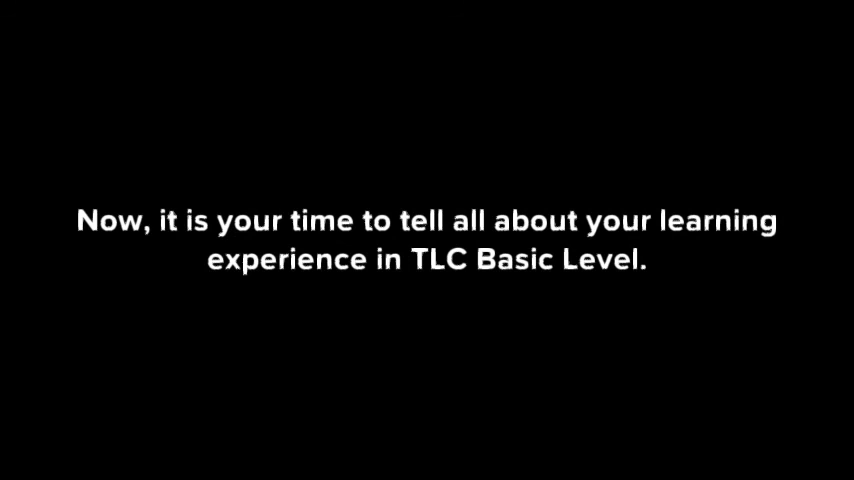 Now, it is your time to tell all about your learning
experience in TLC Basic Level.